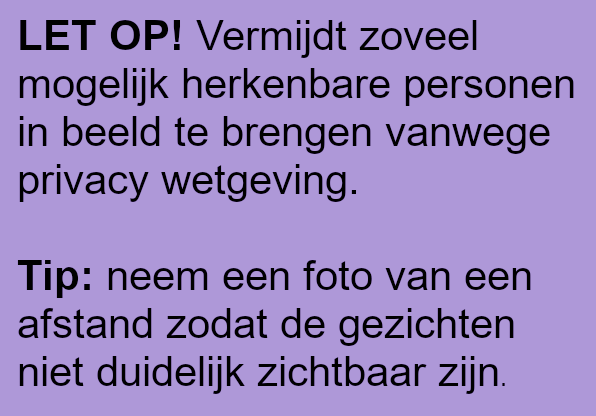 LET OP! Vermijdt zoveel
mogelijk herkenbare personen
in beeld te brengen vanwege
privacy wetgeving.
Tip: neem een foto van een
afstand zodat de gezichten
niet duidelijk zichtbaar zijn.